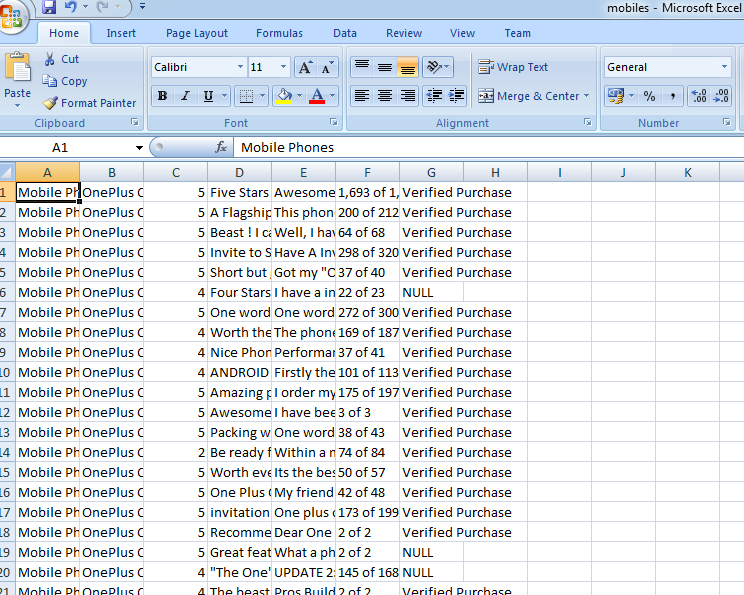 mobiles - Microsoft Excel
Home Insert Page Layout Formulas Data Review View Team
Cut
Copy
Format Painter
Paste
Clipboard
Calibri 11
B I U
Font
Wrap Text
Merge & Center
Alignment
General
% ,
Number
A1 fx Mobile Phones
A B C D E F G H I J K
1 Mobile Ph OnePlus C 5 Five Stars Awesome 1,693 of 1, Verified Purchase
2 Mobile Ph OnePlus C 5 A Flagship This phon 200 of 212 Verified Purchase
3 Mobile Ph OnePlus C 5 Beast ! I ca Well, I hav 64 of 68 Verified Purchase
4 Mobile Ph OnePlus C 5 Invite to S Have A Inv 298 of 320 Verified Purchase
5 Mobile Ph OnePlus C 5 Short but Got my "O 37 of 40 Verified Purchase
6 Mobile Ph OnePlus C 4 Four Stars I have a in 22 of 23 NULL
7 Mobile Ph OnePlus C 5 One word One word 272 of 300 Verified Purchase
8 Mobile Ph OnePlus C 4 Worth the The phone 169 of 187 Verified Purchase
9 Mobile Ph OnePlus C 4 Nice Phon Performan 37 of 41 Verified Purchase
10 Mobile Ph OnePlus C 4 ANDROID Firstly the 101 of 113 Verified Purchase
11 Mobile Ph OnePlus C 5 Amazing p I order my 175 of 197 Verified Purchase
12 Mobile Ph OnePlus C 5 Awesome I have bee 3 of 3 Verified Purchase
13 Mobile Ph OnePlus C 5 Packing w One word 38 of 43 Verified Purchase
14 Mobile Ph OnePlus C 2 Be ready f Within a m 74 of 84 Verified Purchase
15 Mobile Ph OnePlus C 5 Worth eve Its the bes 50 of 57 Verified Purchase
16 Mobile Ph OnePlus C 5 One Plus My friend 42 of 48 Verified Purchase
17 Mobile Ph OnePlus C 5 invitation One plus 173 of 199 Verified Purchase
18 Mobile Ph OnePlus C 5 Recomme Dear One 2 of 2 Verified Purchase
19 Mobile Ph OnePlus C 5 Great feat What a ph 2 of 2 NULL
20 Mobile Ph OnePlus C 4 "The One" UPDATE 2 145 of 168 NULL
21 Mobile Ph OnePlus C 4 The beast Pros Build 2 of 2 Verified Purchase